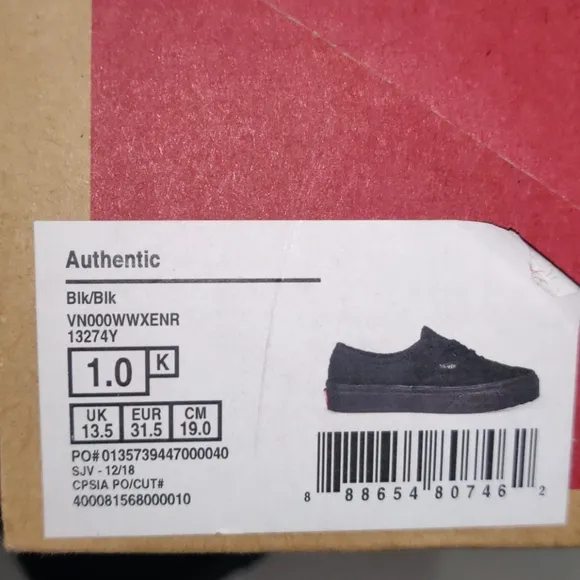 Authentic
Blk/Blk
VN000WWXENR
13274Y
1.0 K
UK EUR CM
13.5 31.5 19.0
PO# 0135739447000040
SJV - 12/18
CPSIA PO/CUT#
400081568000010
8 88654 80746 2